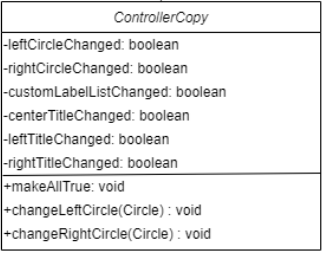 ControllerCopy
-leftCircleChanged: boolean
-rightCircleChanged: boolean
-customLabelListChanged: boolean
-centerTitleChanged: boolean
-leftTitleChanged: boolean
-rightTitleChanged: boolean
+makeAllTrue: void
+changeLeftCircle(Circle) : void
+changeRightCircle(Circle) : void